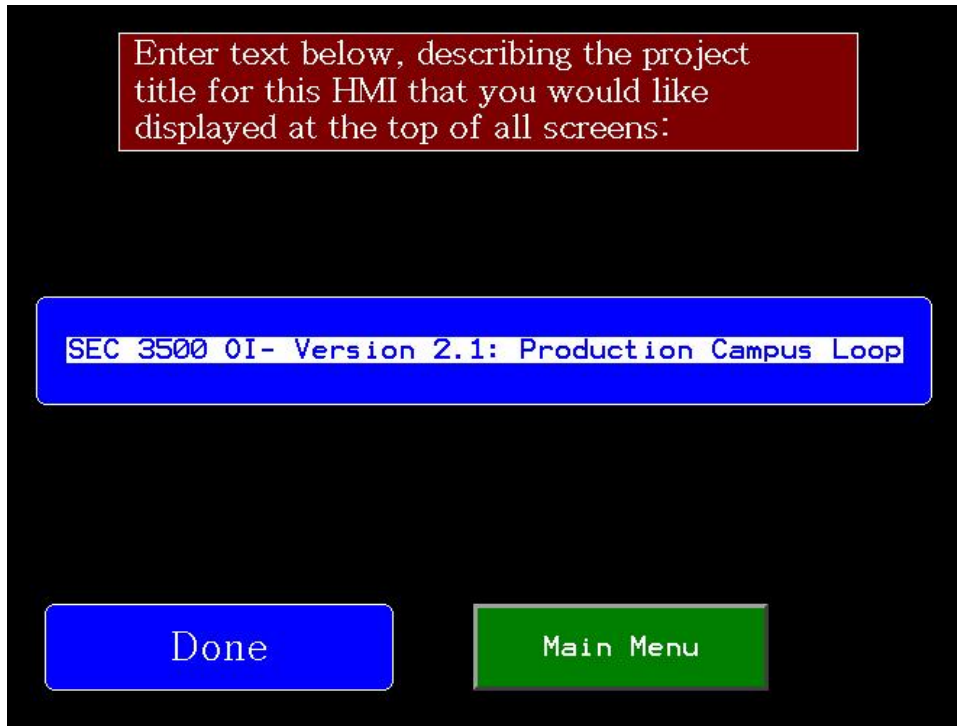 Enter text below, describing the project
title for this HMI that you would like
displayed at the top of all screens:
SEC 3500 OI- Version 2.1: Production Campus Loop
Done
Main Menu